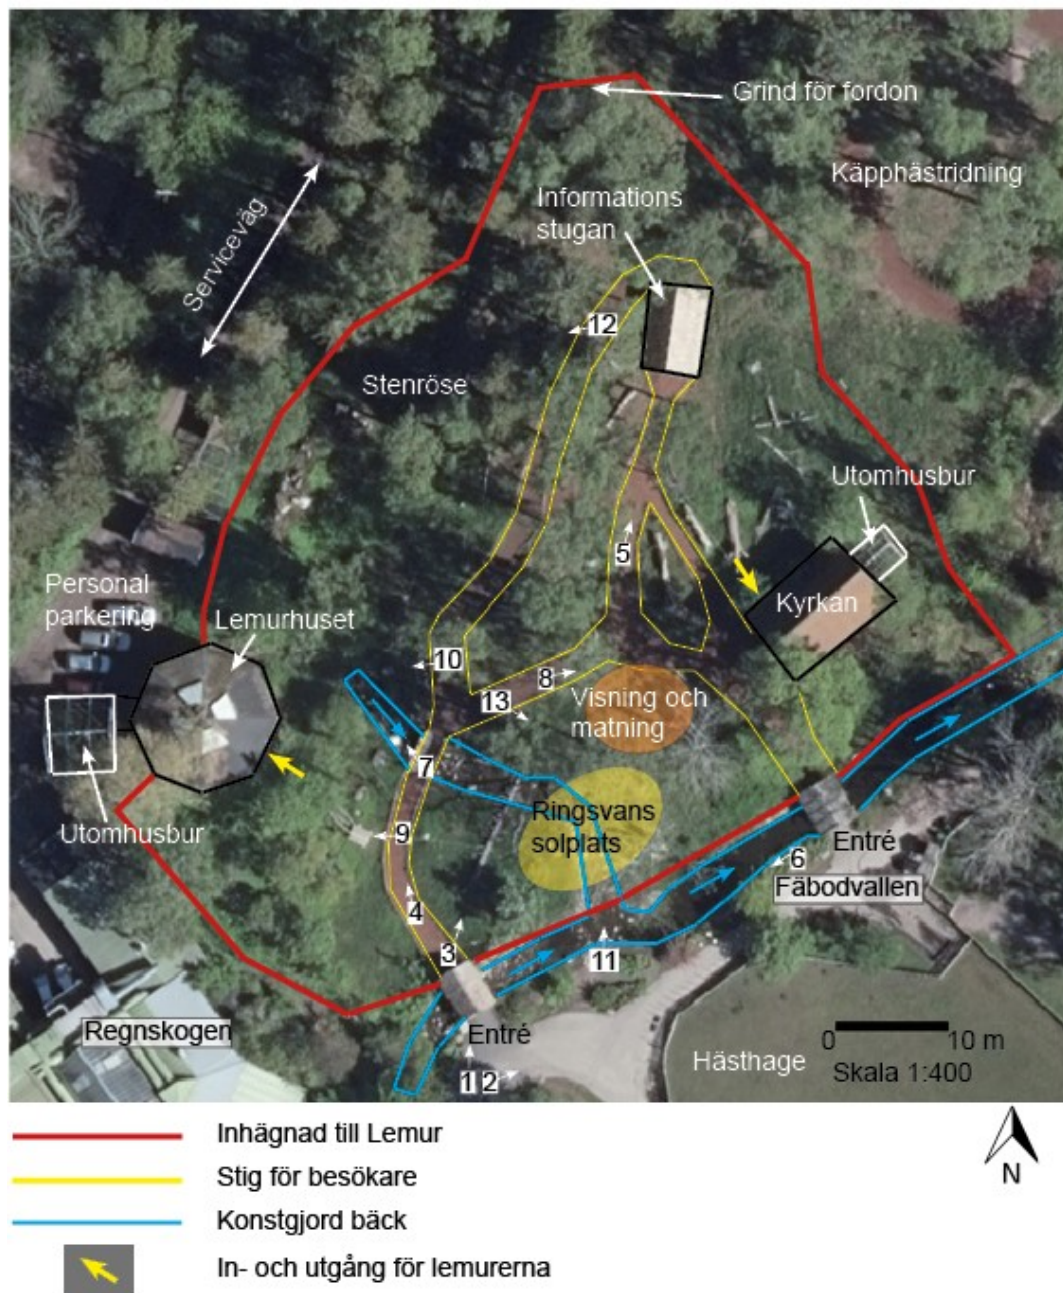 Grind för fordon
Käpphästridning
Informations
stugan
Serviceväg
12
Stenröse
Utomhusbur
5
Personal
parkering
Kyrkan
Lemurhuset
10
8
13
Visning och
matning
7
Ringsvans
solplats
Utomhusbur
9
Entré
6
Fäbodvallen
4
3
11
Regnskogen
Entré
0 10 m
Hästhage
Skala 1:400
1 2
Inhägnad till Lemur
Stig för besökare
N
Konstgjord bäck
In- och utgång för lemurerna